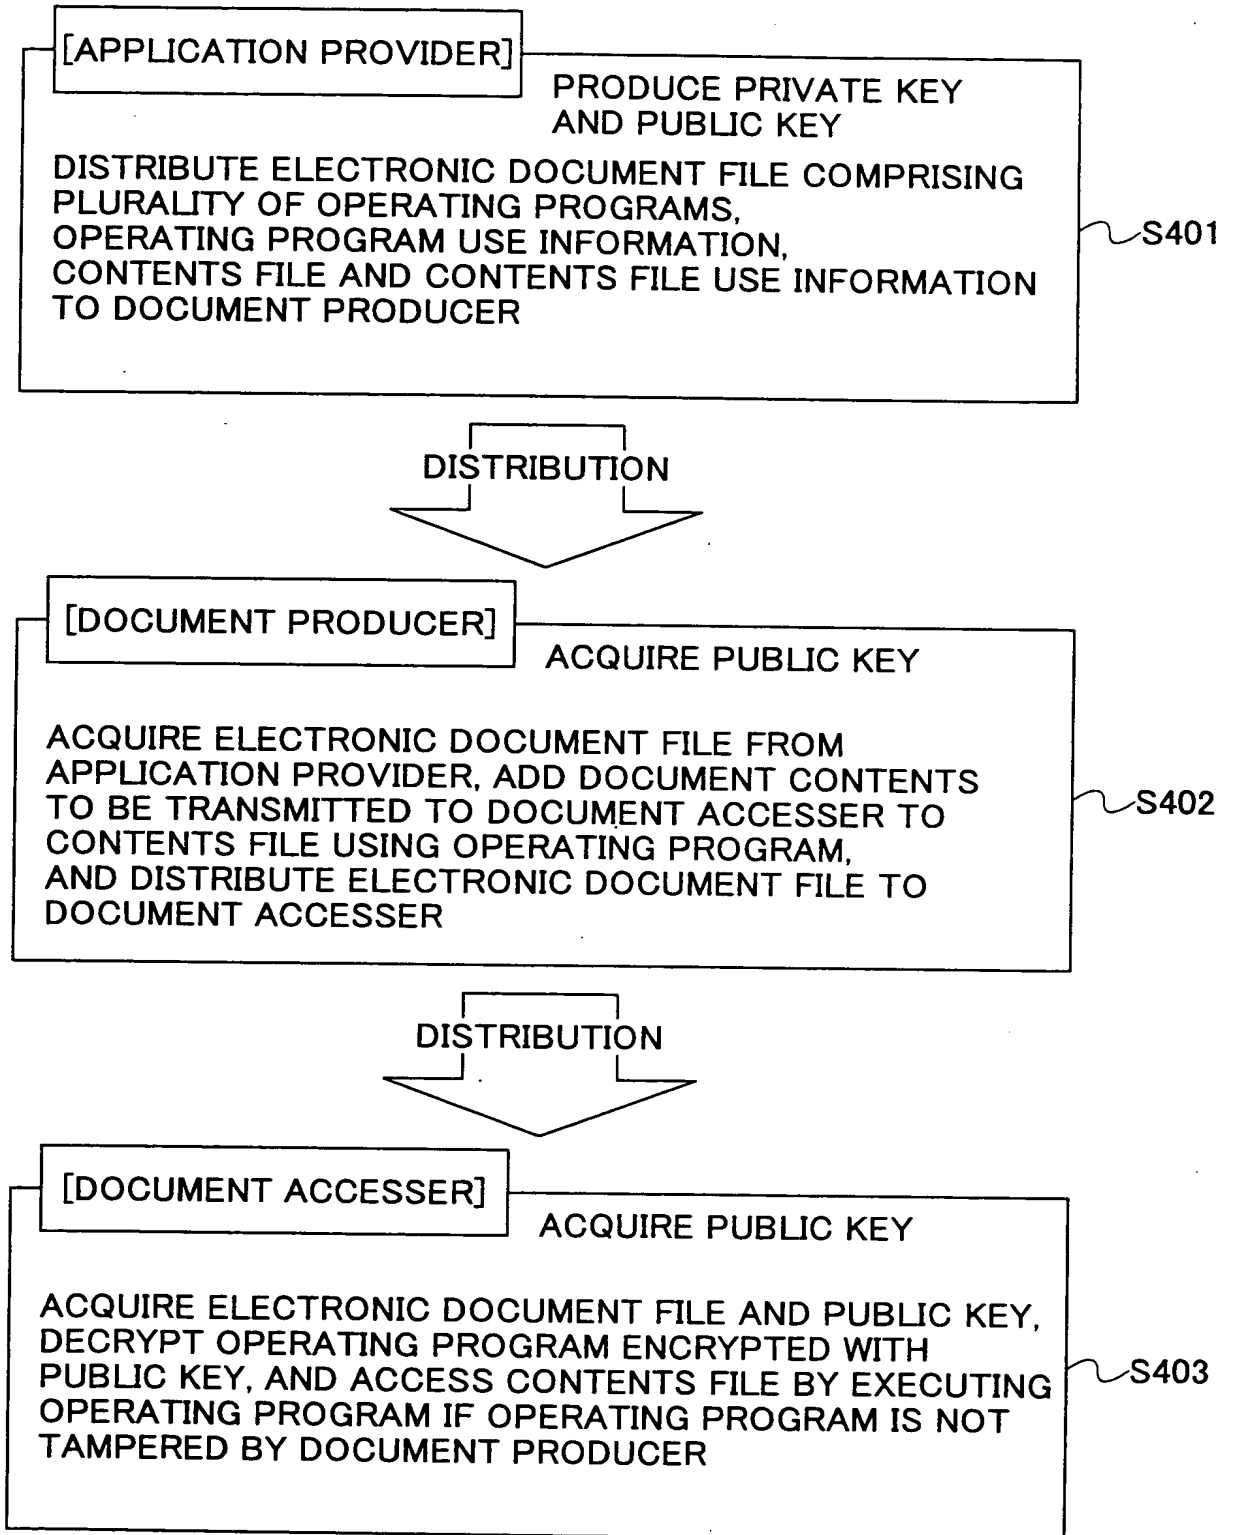 [APPLICATION PROVIDER]
PRODUCE PRIVATE KEY
AND PUBLIC KEY
DISTRIBUTE ELECTRONIC DOCUMENT FILE COMPRISING
PLURALITY OF OPERATING PROGRAMS,
OPERATING PROGRAM USE INFORMATION,
CONTENTS FILE AND CONTENTS FILE USE INFORMATION
TO DOCUMENT PRODUCER
S401
DISTRIBUTION
[DOCUMENT PRODUCER]
ACQUIRE PUBLIC KEY
ACQUIRE ELECTRONIC DOCUMENT FILE FROM
APPLICATION PROVIDER, ADD DOCUMENT CONTENTS
TO BE TRANSMITTED TO DOCUMENT ACCESSER TO
CONTENTS FILE USING OPERATING PROGRAM,
AND DISTRIBUTE ELECTRONIC DOCUMENT FILE TO
DOCUMENT ACCESSER
S402
DISTRIBUTION
[DOCUMENT ACCESSER]
ACQUIRE PUBLIC KEY
ACQUIRE ELECTRONIC DOCUMENT FILE AND PUBLIC KEY,
DECRYPT OPERATING PROGRAM ENCRYPTED WITH
PUBLIC KEY, AND ACCESS CONTENTS FILE BY EXECUTING
OPERATING PROGRAM IF OPERATING PROGRAM IS NOT
TAMPERED BY DOCUMENT PRODUCER
S403